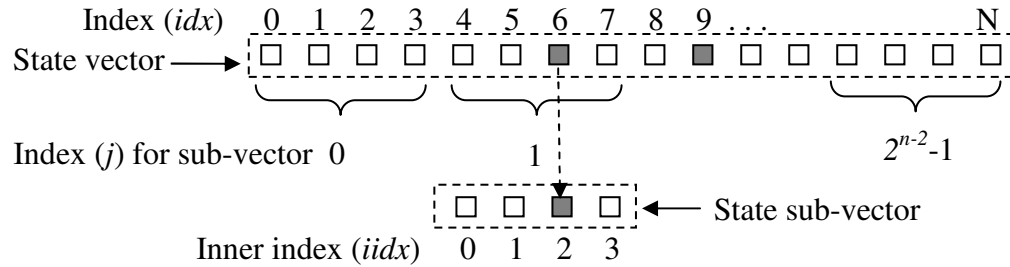 Index (idx) 0 1 2 3 4 5 6 7 8 9 . . . N
State vector
Index (j) for sub-vector 0 1 2^{n-2}-1
State sub-vector
Inner index (iidx) 0 1 2 3